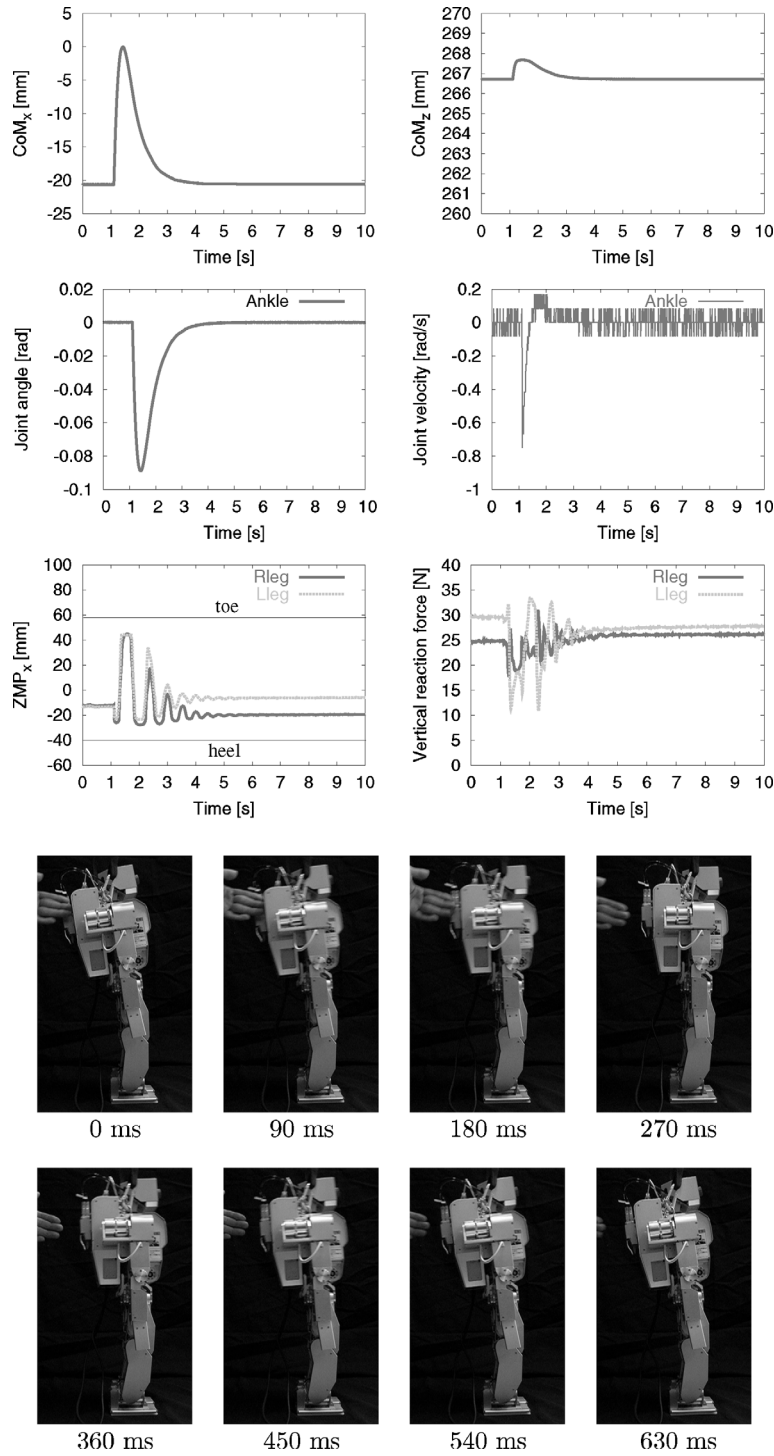 5
0
-5
-10
-15
-20
-25
CoMx [mm]
0 1 2 3 4 5 6 7 8 9 10
Time [s]
270
269
268
267
266
265
264
263
262
261
260
CoMz [mm]
0 1 2 3 4 5 6 7 8 9 10
Time [s]
0.02
0
-0.02
-0.04
-0.06
-0.08
-0.1
Joint angle [rad]
Ankle
0 1 2 3 4 5 6 7 8 9 10
Time [s]
0.2
0
-0.2
-0.4
-0.6
-0.8
-1
Joint velocity [rad/s]
Ankle
0 1 2 3 4 5 6 7 8 9 10
Time [s]
100
80
60
40
20
0
-20
-40
-60
ZMPx [mm]
Rleg
Lleg
toe
heel
0 1 2 3 4 5 6 7 8 9 10
Time [s]
40
35
30
25
20
15
10
5
0
Vertical reaction force [N]
Rleg
Lleg
0 1 2 3 4 5 6 7 8 9 10
Time [s]
0 ms 90 ms 180 ms 270 ms
360 ms 450 ms 540 ms 630 ms